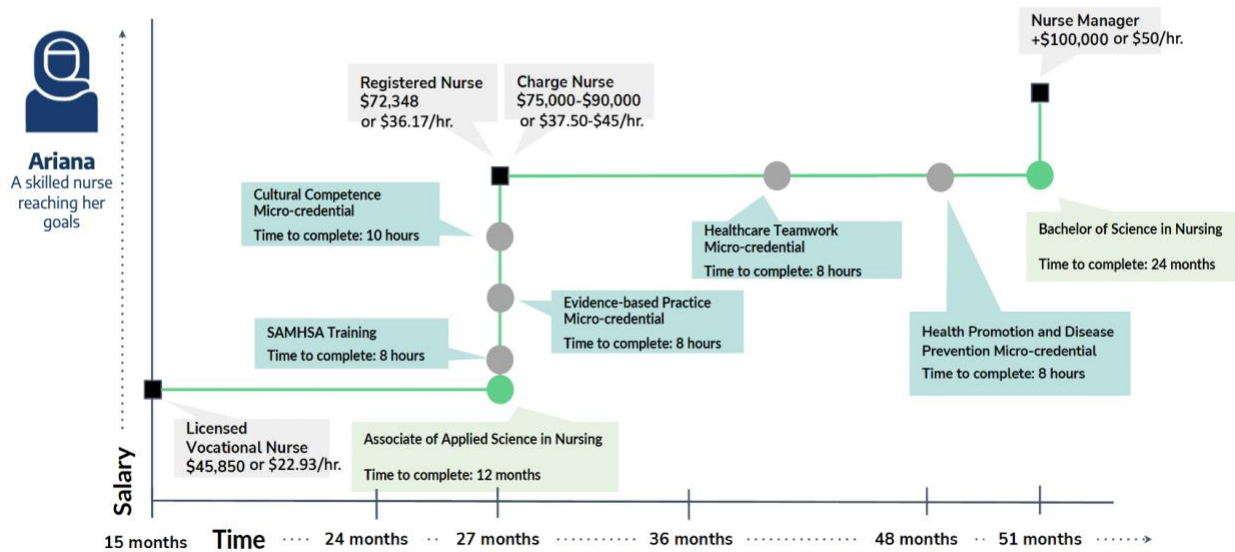 Ariana
A skilled nurse
reaching her
goals
Salary
Nurse Manager
+$100,000 or $50/hr.
Registered Nurse
$72,348
or $36.17/hr.
Charge Nurse
$75,000-$90,000
or $37.50-$45/hr.
Cultural Competence
Micro-credential
Time to complete: 10 hours
Healthcare Teamwork
Micro-credential
Time to complete: 8 hours
Bachelor of Science in Nursing
Time to complete: 24 months
Evidence-based Practice
Micro-credential
Time to complete: 8 hours
SAMHSA Training
Time to complete: 8 hours
Health Promotion and Disease
Prevention Micro-credential
Time to complete: 8 hours
Licensed
Vocational Nurse
$45,850 or $22.93/hr.
Associate of Applied Science in Nursing
Time to complete: 12 months
15 months
Time
24 months
27 months
36 months
48 months
51 months